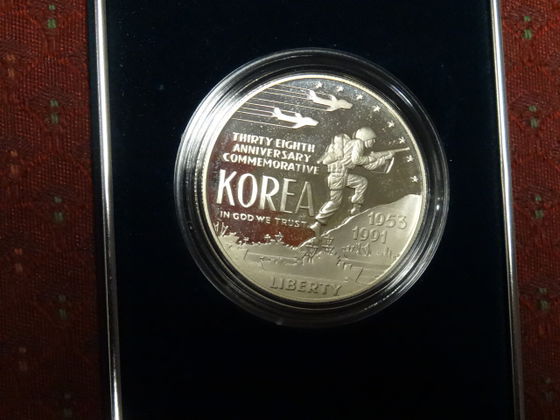 THIRTY EIGHTH
ANNIVERSARY
COMMEMORATIVE
KOREA
IN GOD WE TRUST
1953
1991
LIBERTY